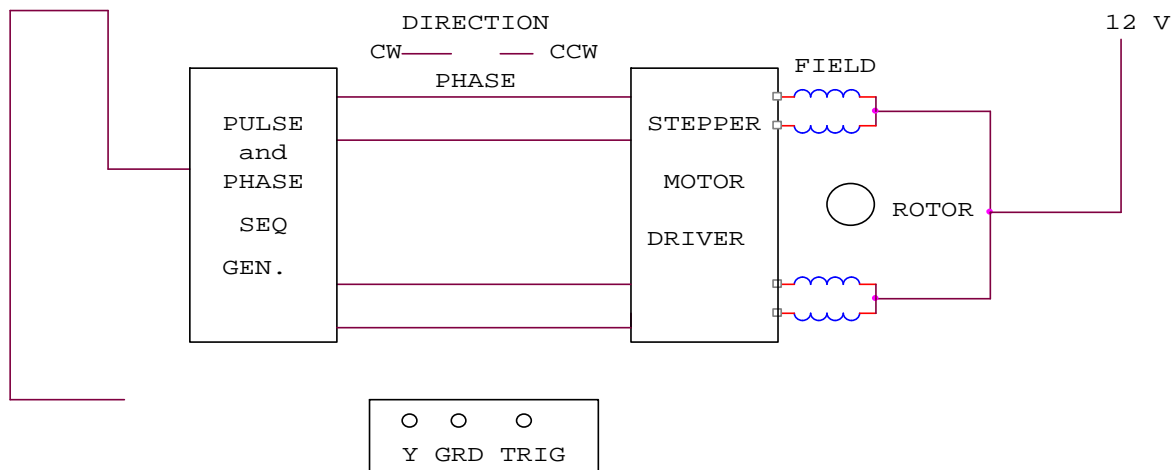 DIRECTION
12 V
CW CCW
PHASE
FIELD
PULSE
and
PHASE
SEQ
GEN.
STEPPER
MOTOR
DRIVER
ROTOR
Y GRD TRIG